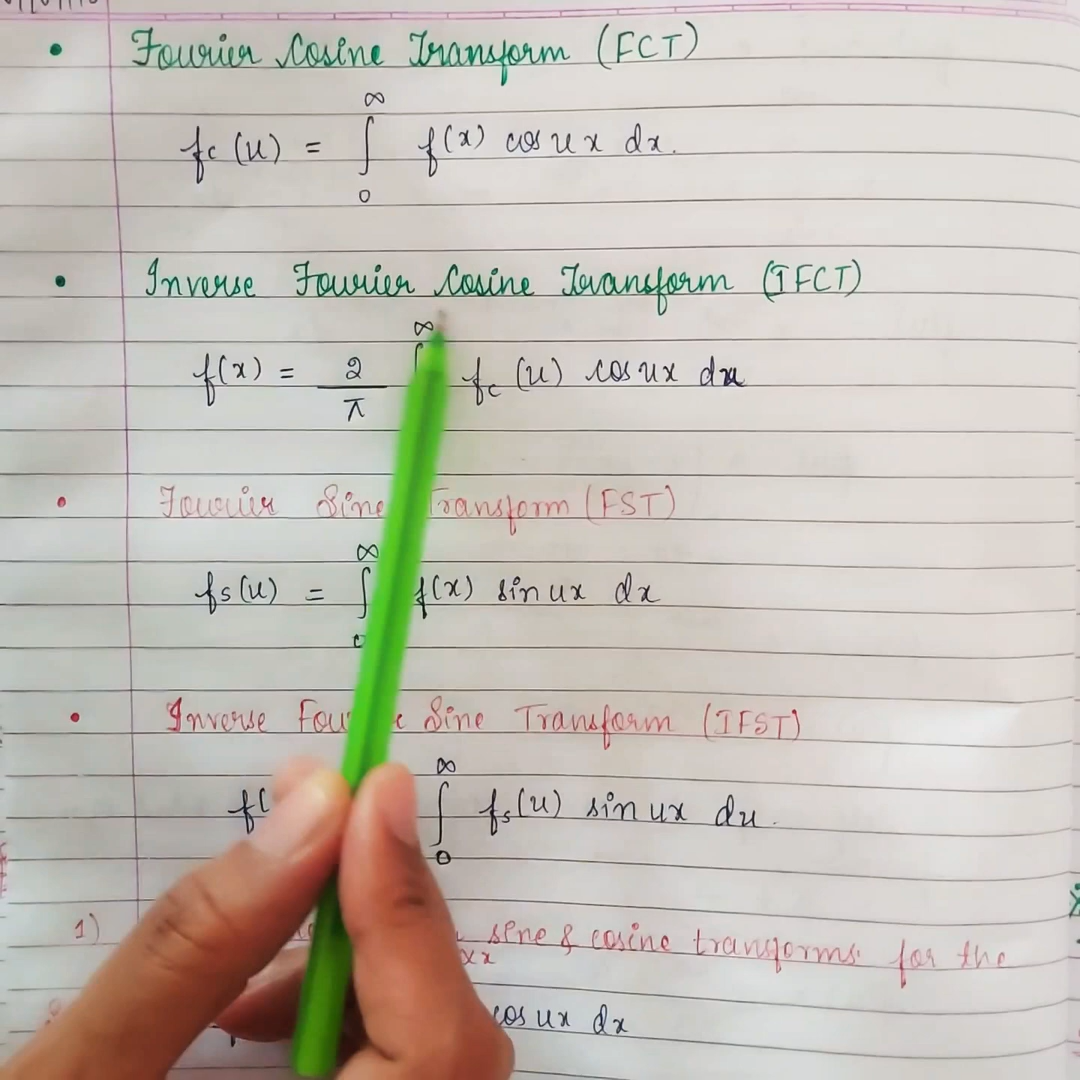 • Fourier Cosine Transform (FCT)
fc(u) = ∫₀^∞ f(x) cos ux dx.
• Inverse Fourier Cosine Transform (IFCT)
f(x) = 2/π ∞ fc(u) cos ux du
• Fourier Sine Transform (FST)
fs(u) = ∫₀^∞ f(x) sin ux dx
• Inverse Sine Transform (IFST)
∫₀^∞ fs(u) sin ux du.
1) sine & cosine transforms for the
cos ux dx